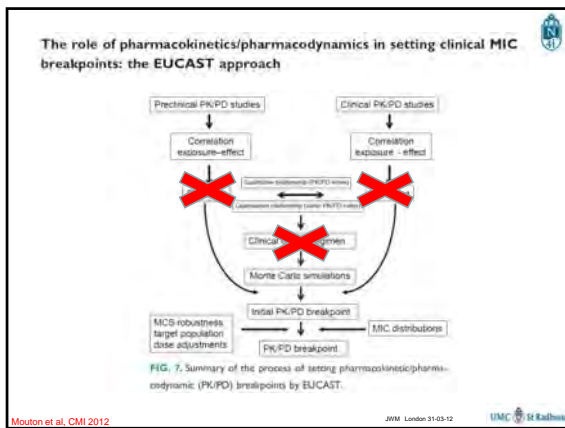 The role of pharmacokinetics/pharmacodynamics in setting clinical MIC
breakpoints: the EUCAST approach
N
41
Preclinical PK/PD studies
Clinical PK/PD studies
Correlation
exposure–effect
Correlation
exposure - effect
Clinical
Monte Carlo simulations
Initial PK/PD breakpoint
MCS robustness
target population
dose adjustments
MIC distributions
PK/PD breakpoint
FIG. 7. Summary of the process of setting pharmacokinetic/pharma-
codynamic (PK/PD) breakpoints by EUCAST.
Mouton et al, CMI 2012
JWM London 31-03-12
UMC St Radboud